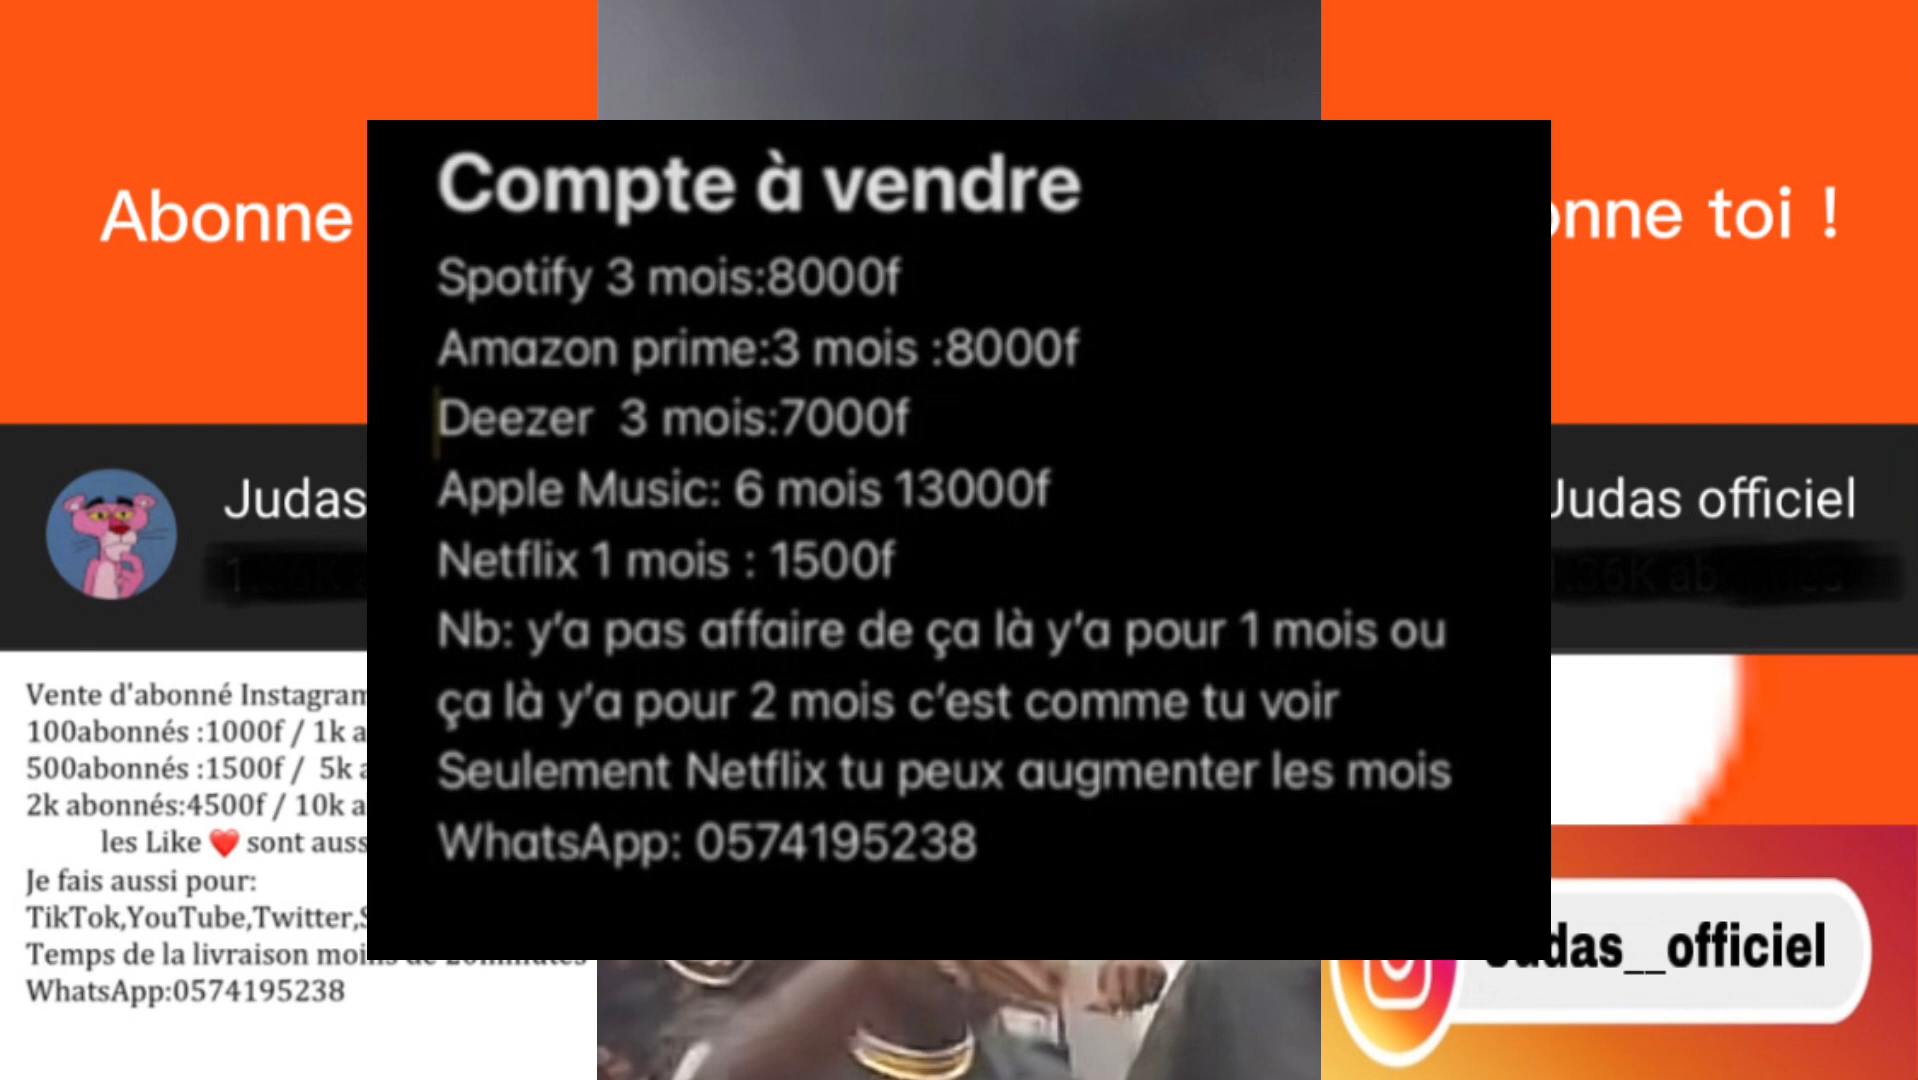 Abonne
onne toi !
Compte à vendre
Spotify 3 mois:8000f
Amazon prime:3 mois :8000f
Deezer 3 mois:7000f
Apple Music: 6 mois 13000f
Netflix 1 mois : 1500f
Nb: y'a pas affaire de ça là y'a pour 1 mois ou
ça là y'a pour 2 mois c'est comme tu voir
Seulement Netflix tu peux augmenter les mois
WhatsApp: 0574195238
Judas
Judas officiel
Vente d'abonné Instagram
100abonnés :1000f / 1k a
500abonnés :1500f / 5k
2k abonnés:4500f / 10k a
les Like ❤️ sont auss
Je fais aussi pour:
TikTok,YouTube,Twitter,
Temps de la livraison moins de 20minutes
WhatsApp:0574195238
das__officiel